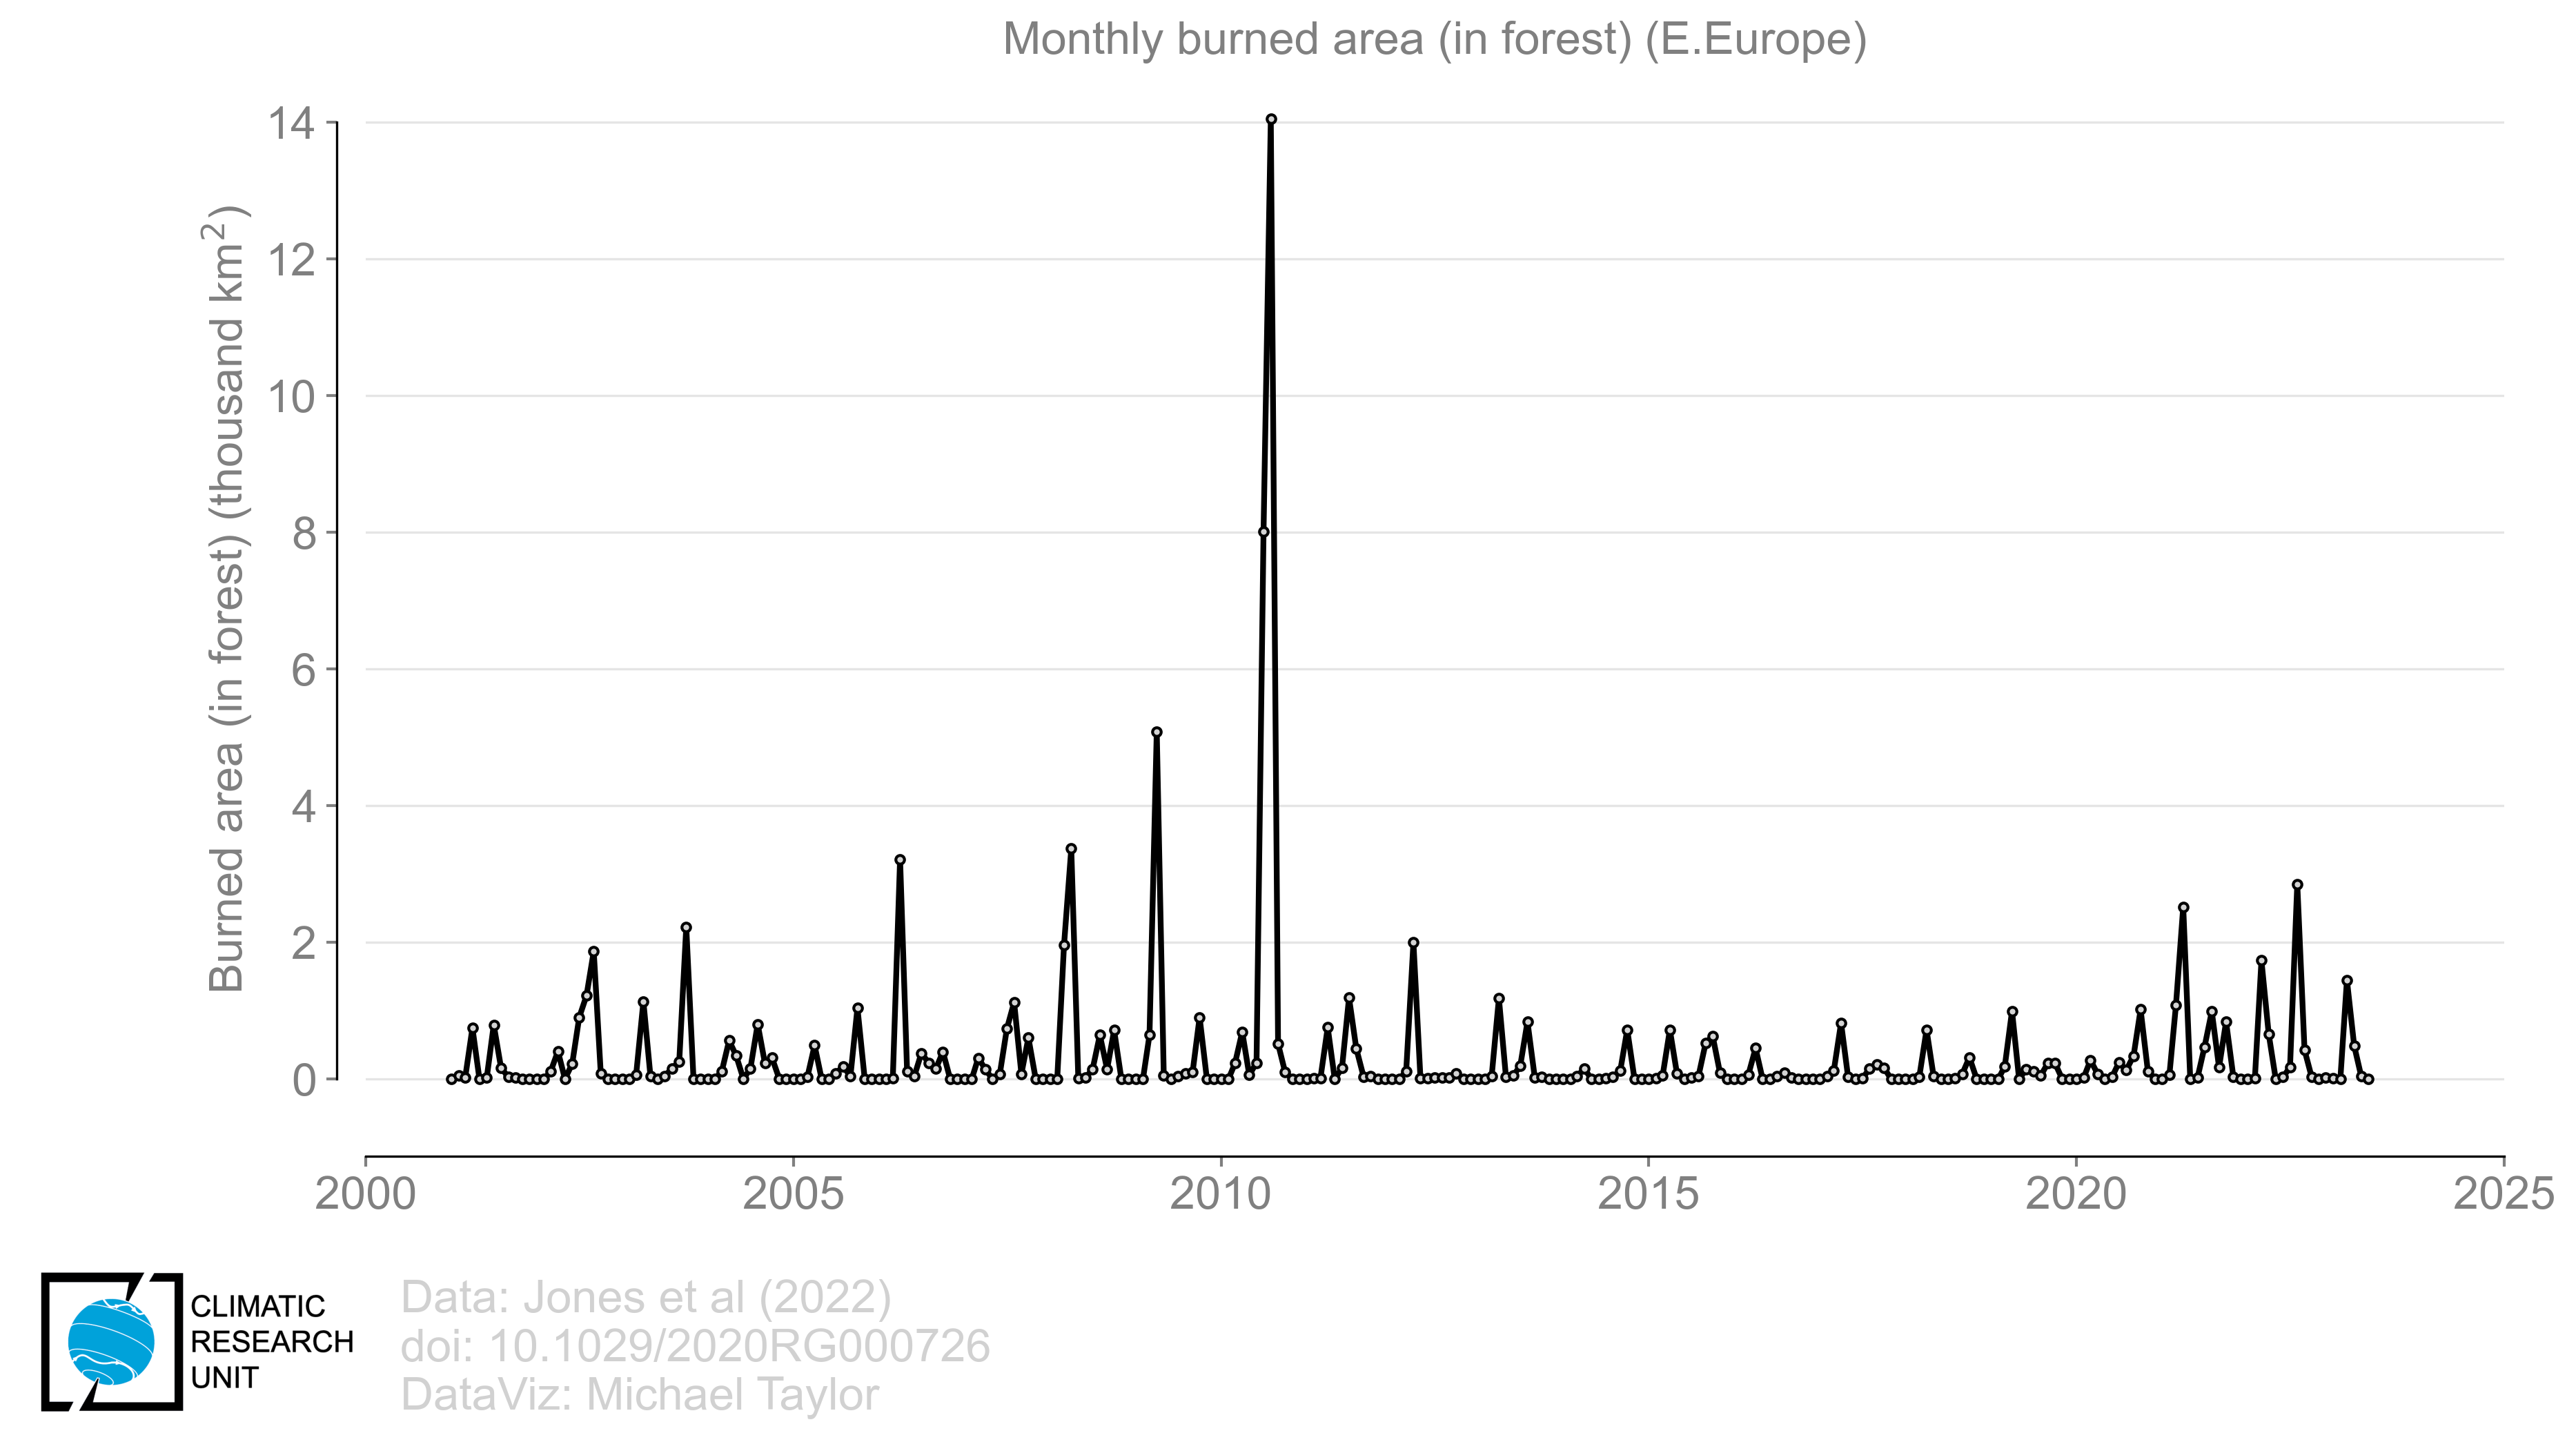 Monthly burned area (in forest) (E.Europe)
Burned area (in forest) (thousand km²)
14
12
10
8
6
4
2
0
2000
2005
2010
2015
2020
2025
CLIMATIC
RESEARCH
UNIT
Data: Jones et al (2022)
doi: 10.1029/2020RG000726
DataViz: Michael Taylor